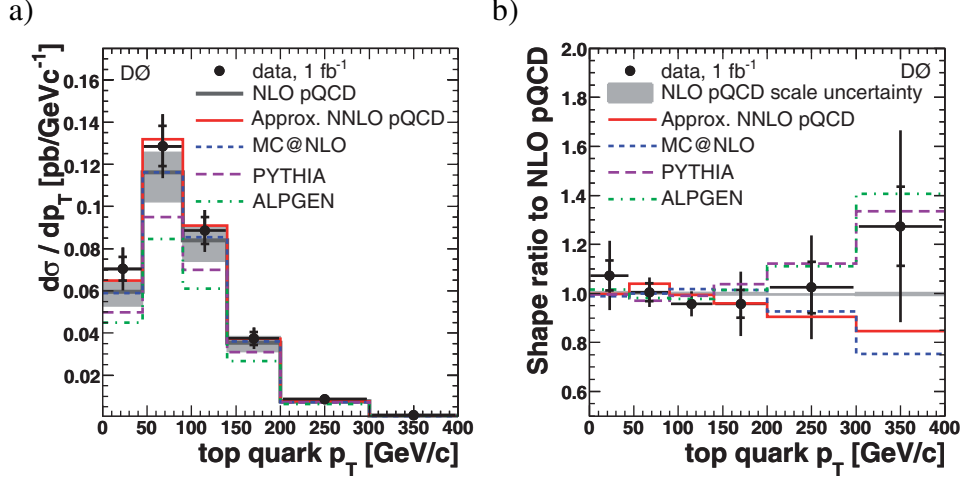 a)
DØ
data, 1 fb⁻¹
NLO pQCD
Approx. NNLO pQCD
MC@NLO
PYTHIA
ALPGEN
dσ / dp_T [pb/GeVc⁻¹]
0.16
0.14
0.12
0.10
0.08
0.06
0.04
0.02
0 50 100 150 200 250 300 350 400
top quark p_T [GeV/c]
b)
data, 1 fb⁻¹ DØ
NLO pQCD scale uncertainty
Approx. NNLO pQCD
MC@NLO
PYTHIA
ALPGEN
Shape ratio to NLO pQCD
2.0
1.8
1.6
1.4
1.2
1.0
0.8
0.6
0 50 100 150 200 250 300 350 400
top quark p_T [GeV/c]